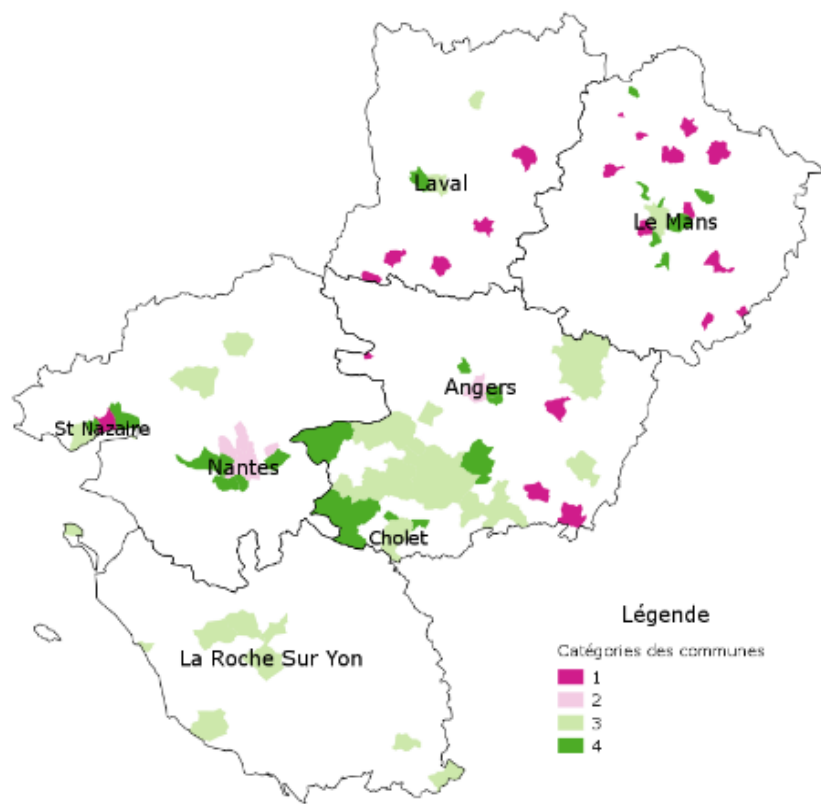 Laval
Le Mans
Angers
St Nazaire
Nantes
Cholet
La Roche Sur Yon
Légende
Catégories des communes
1
2
3
4